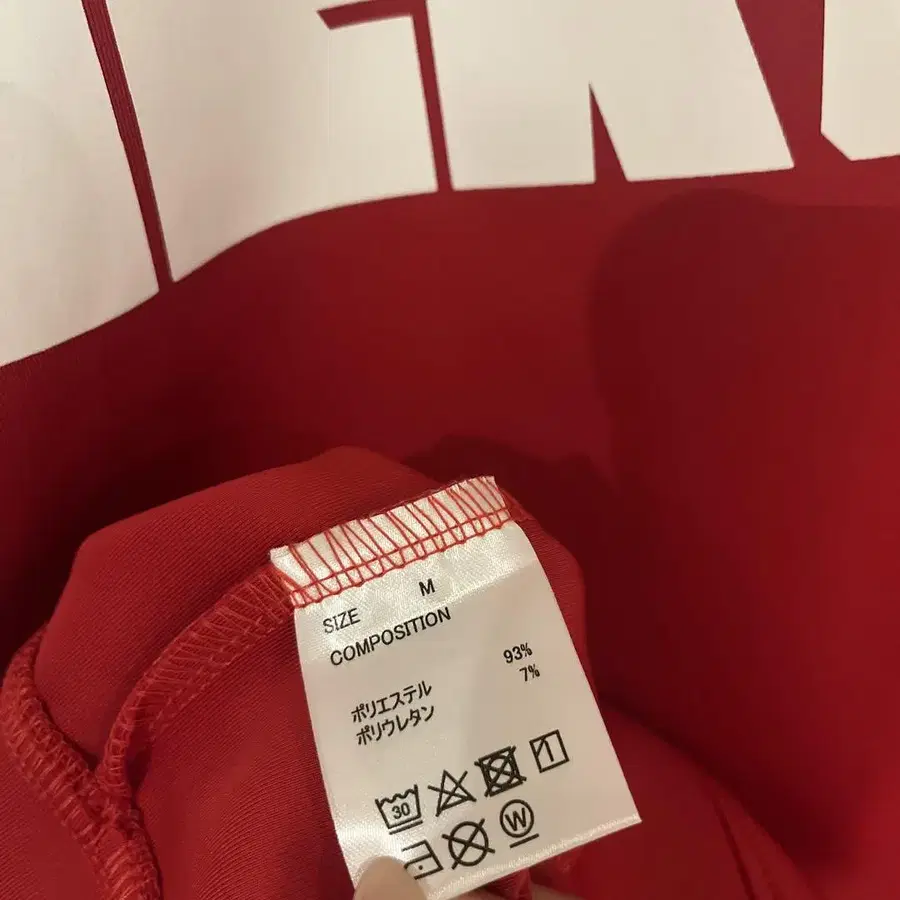 SIZE M
COMPOSITION
ポリエステル 93%
ポリウレタン 7%
30
W